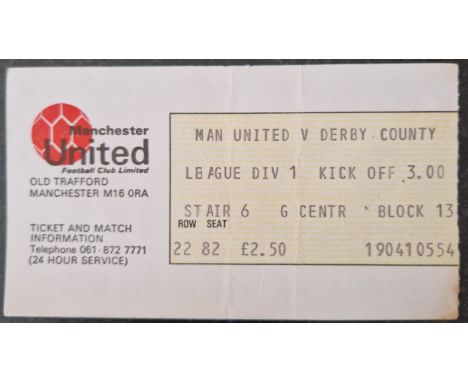 Manchester
United
Football Club Limited
OLD TRAFFORD
MANCHESTER M16 0RA
TICKET AND MATCH
INFORMATION
Telephone 061-872 7771
(24 HOUR SERVICE)
MAN UNITED V DERBY COUNTY
LEAGUE DIV 1 KICK OFF 3.00
STAIR 6 G CENTR * BLOCK 13
ROW SEAT
22 82 £2.50 190410554